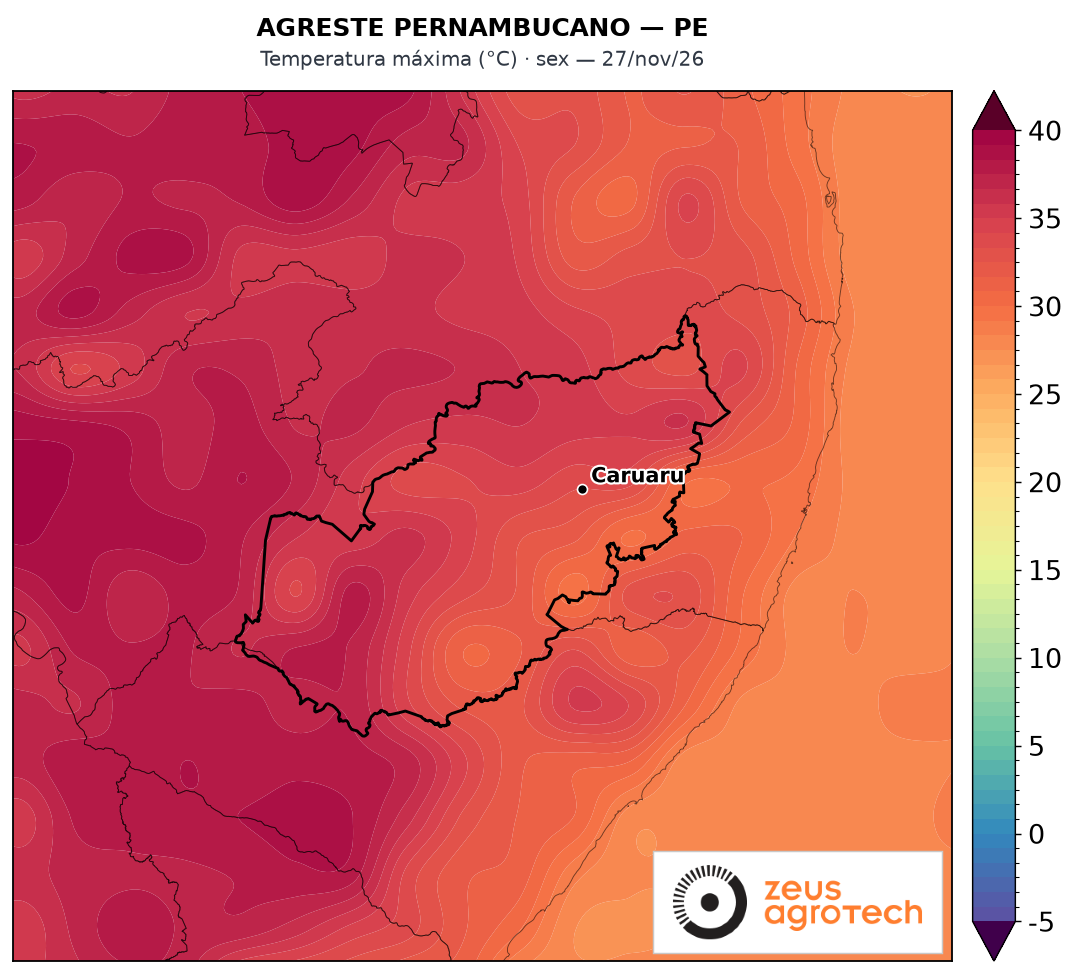 AGRESTE PERNAMBUCANO — PE
Temperatura máxima (°C) · sex — 27/nov/26
40
35
30
25
20
15
10
5
0
-5
Caruaru
zeus
agrotech